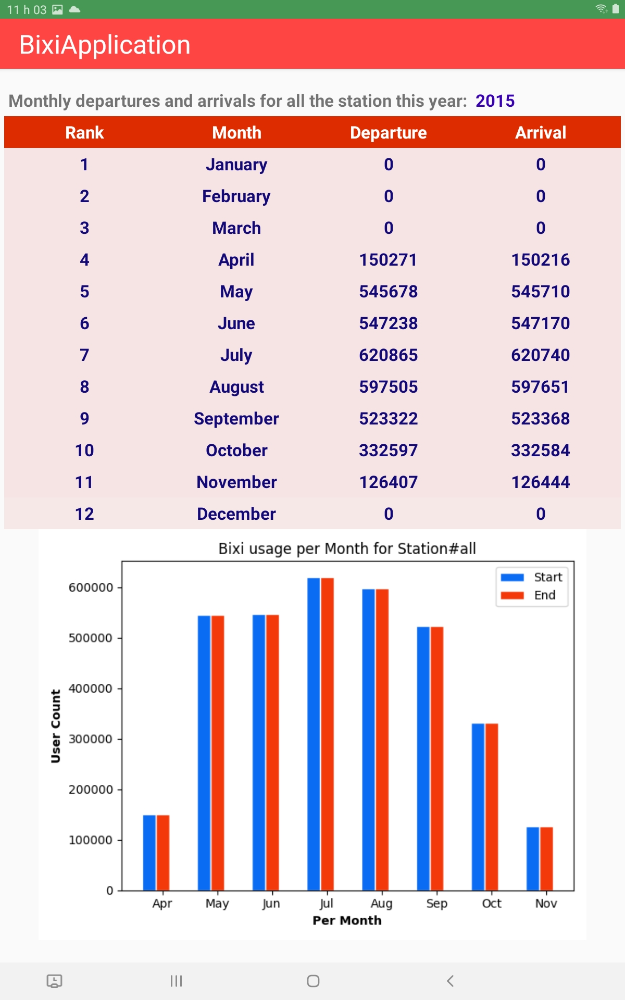 11 h 03
BixiApplication
Monthly departures and arrivals for all the station this year: 2015
Rank Month Departure Arrival
1 January 0 0
2 February 0 0
3 March 0 0
4 April 150271 150216
5 May 545678 545710
6 June 547238 547170
7 July 620865 620740
8 August 597505 597651
9 September 523322 523368
10 October 332597 332584
11 November 126407 126444
12 December 0 0
Bixi usage per Month for Station#all
Start
End
600000
500000
400000
300000
200000
100000
0
User Count
Apr May Jun Jul Aug Sep Oct Nov
Per Month